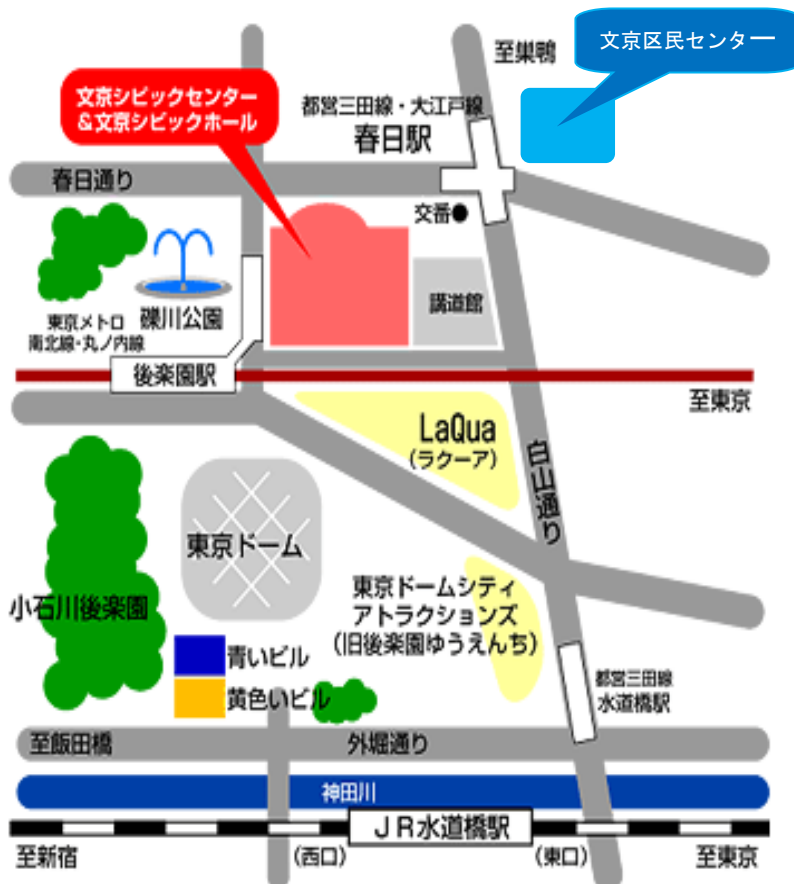 文京区民センター
至巣鴨
文京シビックセンター
&文京シビックホール
都営三田線・大江戸線
春日駅
春日通り
交番
講道館
礫川公園
東京メトロ
南北線・丸ノ内線
後楽園駅
至東京
LaQua
(ラクーア)
白山通り
東京ドーム
小石川後楽園
東京ドームシティ
アトラクションズ
(旧後楽園ゆうえんち)
青いビル
黄色いビル
都営三田線
水道橋駅
至飯田橋
外堀通り
神田川
JR水道橋駅
至新宿
(西口)
(東口)
至東京